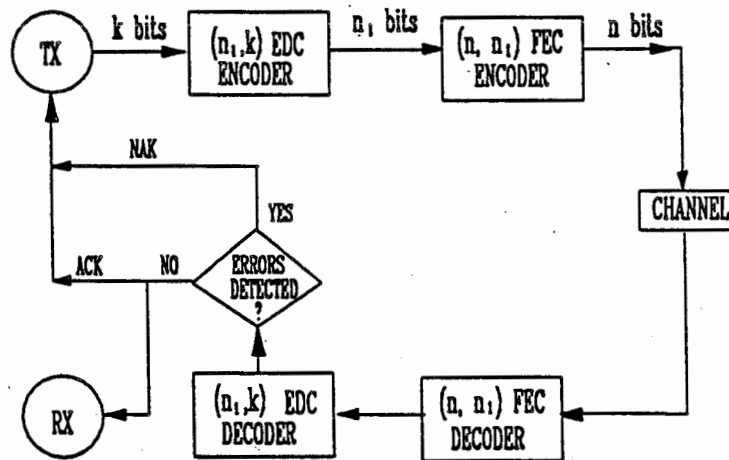 TX
k bits
(n₁,k) EDC
ENCODER
n₁ bits
(n, n₁) FEC
ENCODER
n bits
CHANNEL
NAK
YES
ACK
NO
ERRORS
DETECTED
?
RX
(n₁,k) EDC
DECODER
(n, n₁) FEC
DECODER